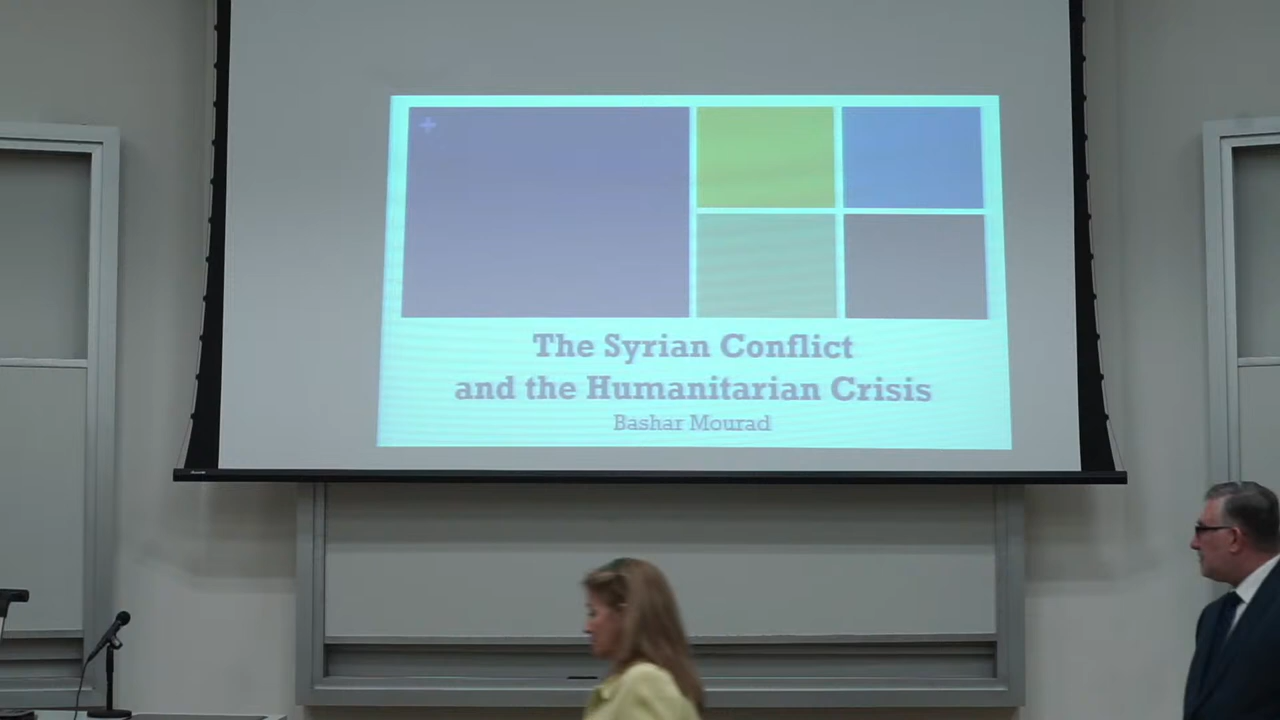 +
The Syrian Conflict
and the Humanitarian Crisis
Bashar Mourad